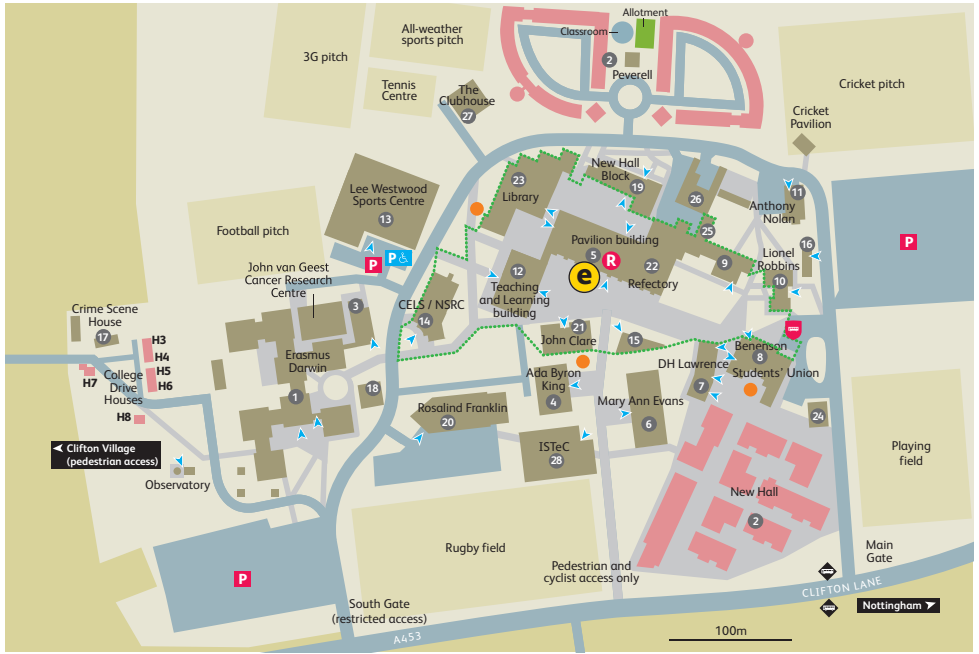 Allotment
Classroom
2
Peverell
3G pitch
All-weather
sports pitch
Tennis
Centre
The
Clubhouse
27
Cricket pitch
Cricket
Pavilion
New Hall
Block
19
23
Library
26
25
11
Anthony
Nolan
Lee Westwood
Sports Centre
13
P
P
Football pitch
Pavilion building
5
R
e
22
Refectory
9
16
Lionel
Robbins
10
P
12
Teaching
and Learning
building
John van Geest
Cancer Research
Centre
3
CELS / NSRC
14
Crime Scene
House
17
H3
H4
H5
H6
H7
H8
College
Drive
Houses
Erasmus
Darwin
1
18
21
John Clare
15
Benenson
8
Students' Union
DH Lawrence
7
Ada Byron
King
4
Mary Ann Evans
6
24
Rosalind Franklin
20
ISTeC
28
Clifton Village
(pedestrian access)
Observatory
New Hall
2
Playing
field
Rugby field
P
Pedestrian and
cyclist access only
Main
Gate
South Gate
(restricted access)
A453
CLIFTON LANE
Nottingham
100m